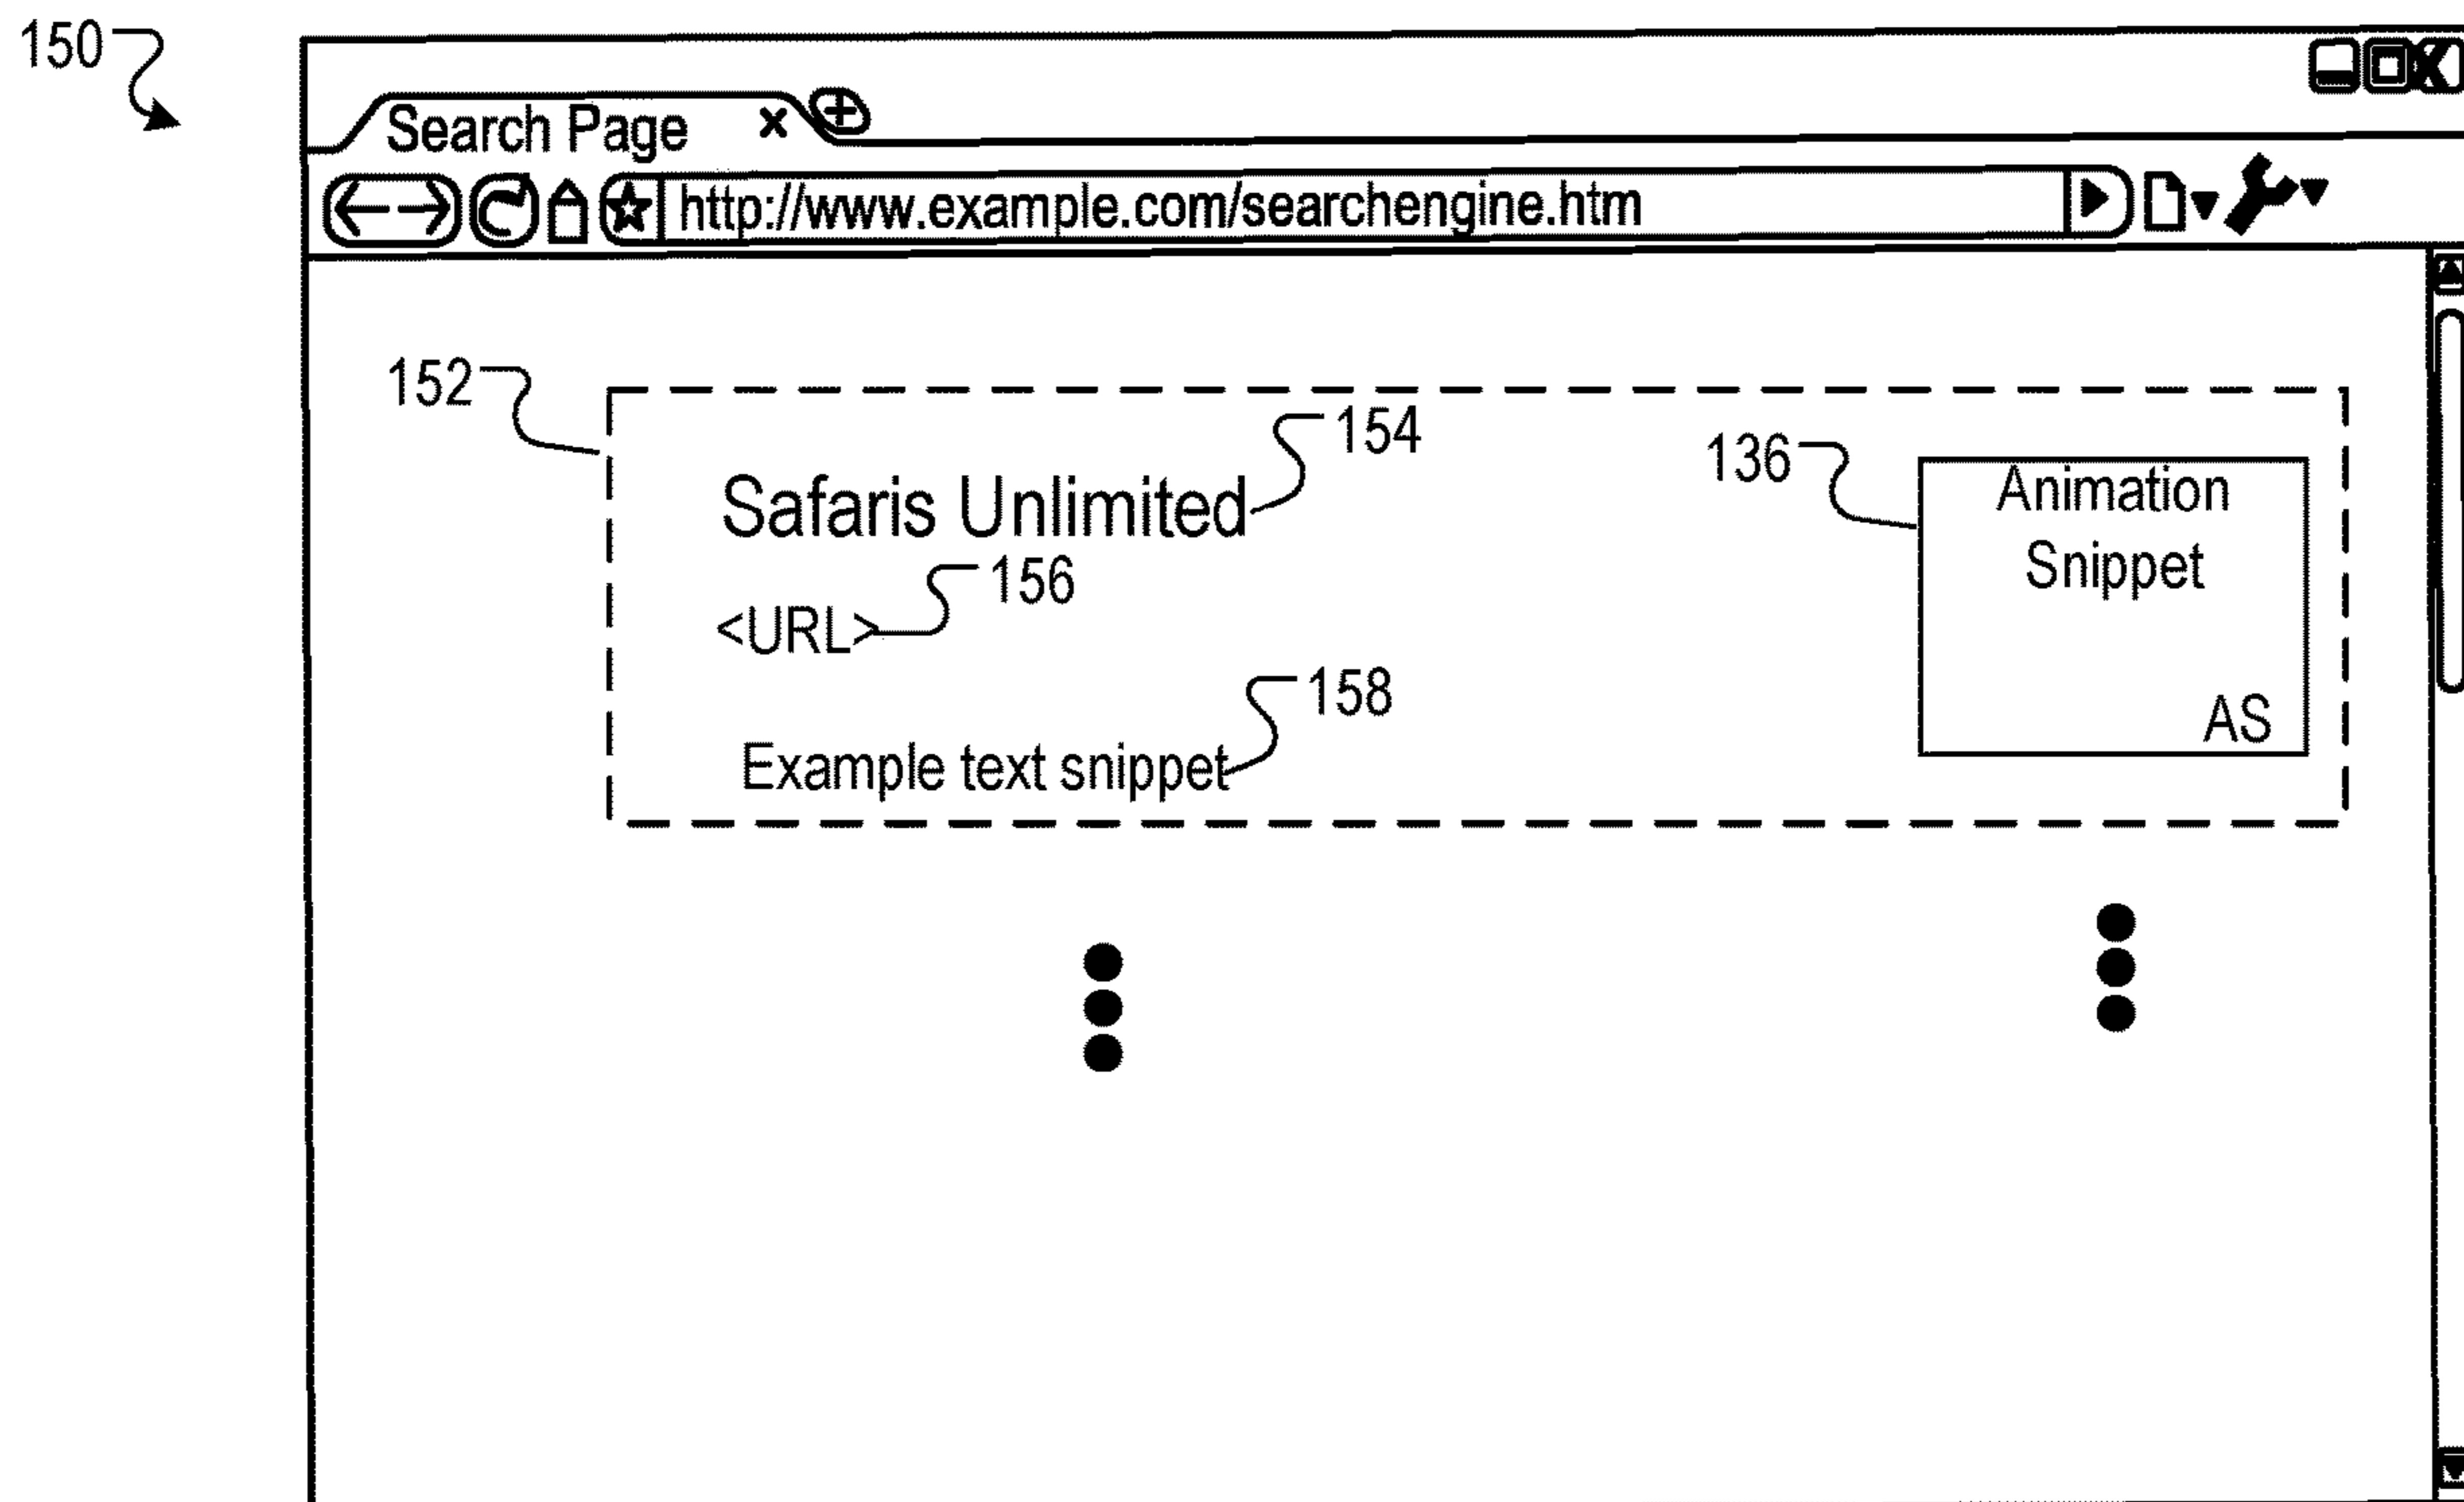 150
Search Page x
http://www.example.com/searchengine.htm
152
154
136
Safaris Unlimited
Animation
Snippet
156
<URL>
158
AS
Example text snippet